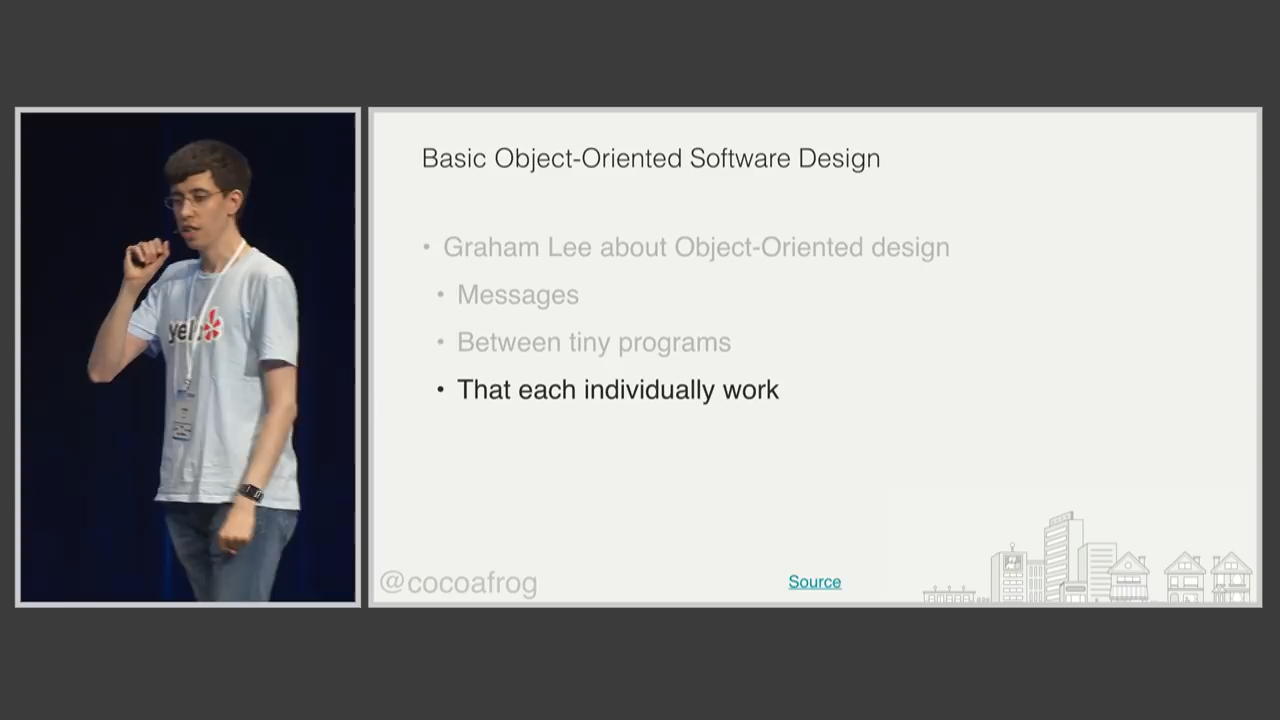 Basic Object-Oriented Software Design
• Graham Lee about Object-Oriented design
• Messages
• Between tiny programs
• That each individually work
@cocoafrog
Source